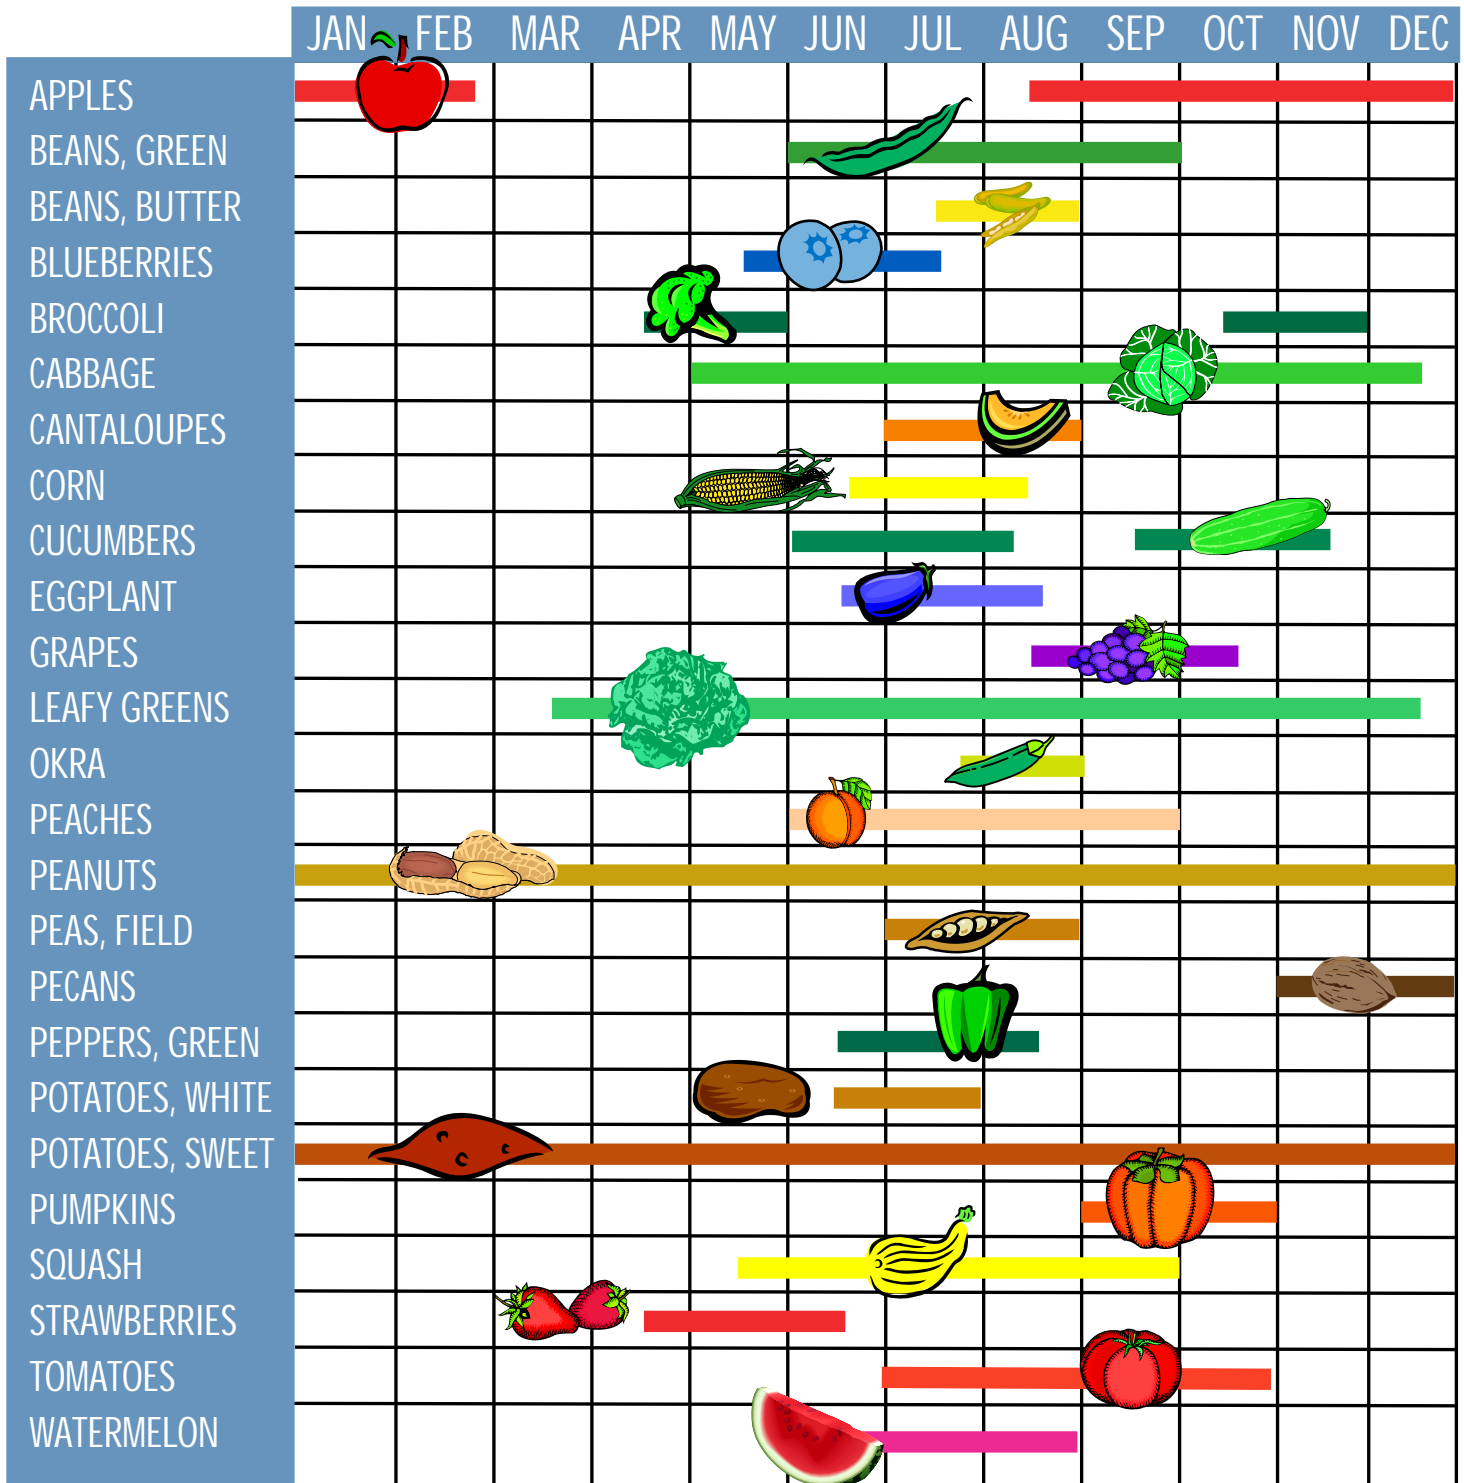 JAN FEB MAR APR MAY JUN JUL AUG SEP OCT NOV DEC
APPLES
BEANS, GREEN
BEANS, BUTTER
BLUEBERRIES
BROCCOLI
CABBAGE
CANTALOUPES
CORN
CUCUMBERS
EGGPLANT
GRAPES
LEAFY GREENS
OKRA
PEACHES
PEANUTS
PEAS, FIELD
PECANS
PEPPERS, GREEN
POTATOES, WHITE
POTATOES, SWEET
PUMPKINS
SQUASH
STRAWBERRIES
TOMATOES
WATERMELON